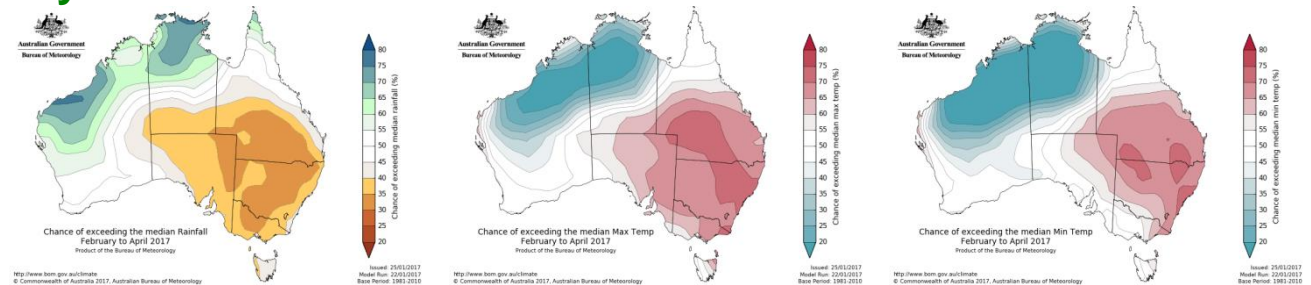 Australian Government
Bureau of Meteorology
80
75
70
65
60
55
50
45
40
35
30
25
20
Chance of exceeding median rainfall (%)
Chance of exceeding the median Rainfall
February to April 2017
Product of the Bureau of Meteorology
http://www.bom.gov.au/climate
© Commonwealth of Australia 2017, Australian Bureau of Meteorology
Issued: 25/01/2017
Model Run: 22/01/2017
Base Period: 1981-2010
Australian Government
Bureau of Meteorology
80
75
70
65
60
55
50
45
40
35
30
25
20
Chance of exceeding median max temp (%)
Chance of exceeding the median Max Temp
February to April 2017
Product of the Bureau of Meteorology
http://www.bom.gov.au/climate
© Commonwealth of Australia 2017, Australian Bureau of Meteorology
Issued: 25/01/2017
Model Run: 22/01/2017
Base Period: 1981-2010
Australian Government
Bureau of Meteorology
80
75
70
65
60
55
50
45
40
35
30
25
20
Chance of exceeding median min temp (%)
Chance of exceeding the median Min Temp
February to April 2017
Product of the Bureau of Meteorology
http://www.bom.gov.au/climate
© Commonwealth of Australia 2017, Australian Bureau of Meteorology
Issued: 25/01/2017
Model Run: 22/01/2017
Base Period: 1981-2010